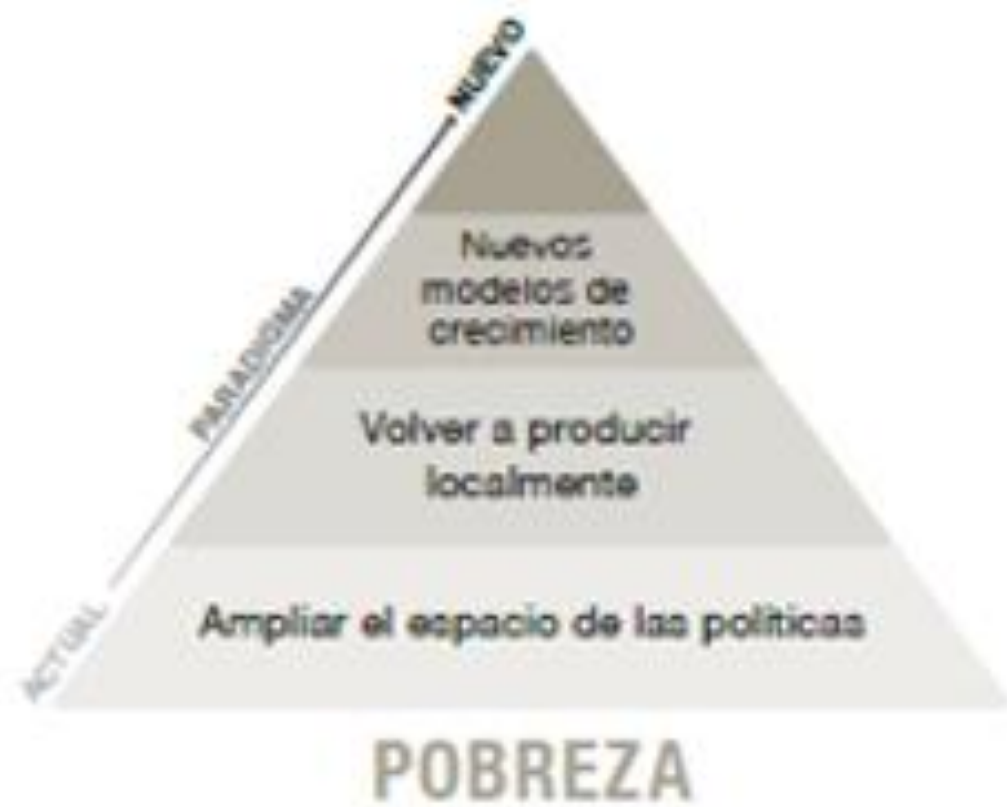 NUEVO
PARADIGMA
ACTUAL
Nuevos
modelos de
crecimiento
Volver a producir
localmente
Ampliar el espacio de las políticas
POBREZA